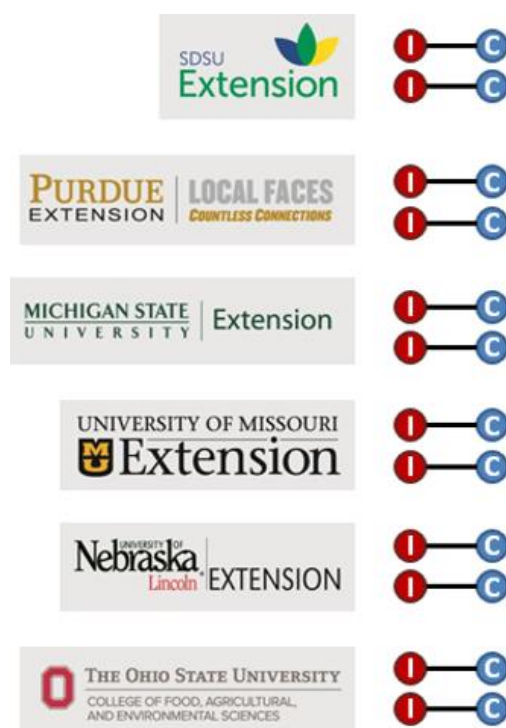 SDSU
Extension
I C
I C
PURDUE
EXTENSION
LOCAL FACES
COUNTLESS CONNECTIONS
I C
I C
MICHIGAN STATE
UNIVERSITY
Extension
I C
I C
UNIVERSITY OF MISSOURI
MU Extension
I C
I C
UNIVERSITY OF
Nebraska
Lincoln
EXTENSION
I C
I C
THE OHIO STATE UNIVERSITY
COLLEGE OF FOOD, AGRICULTURAL,
AND ENVIRONMENTAL SCIENCES
I C
I C